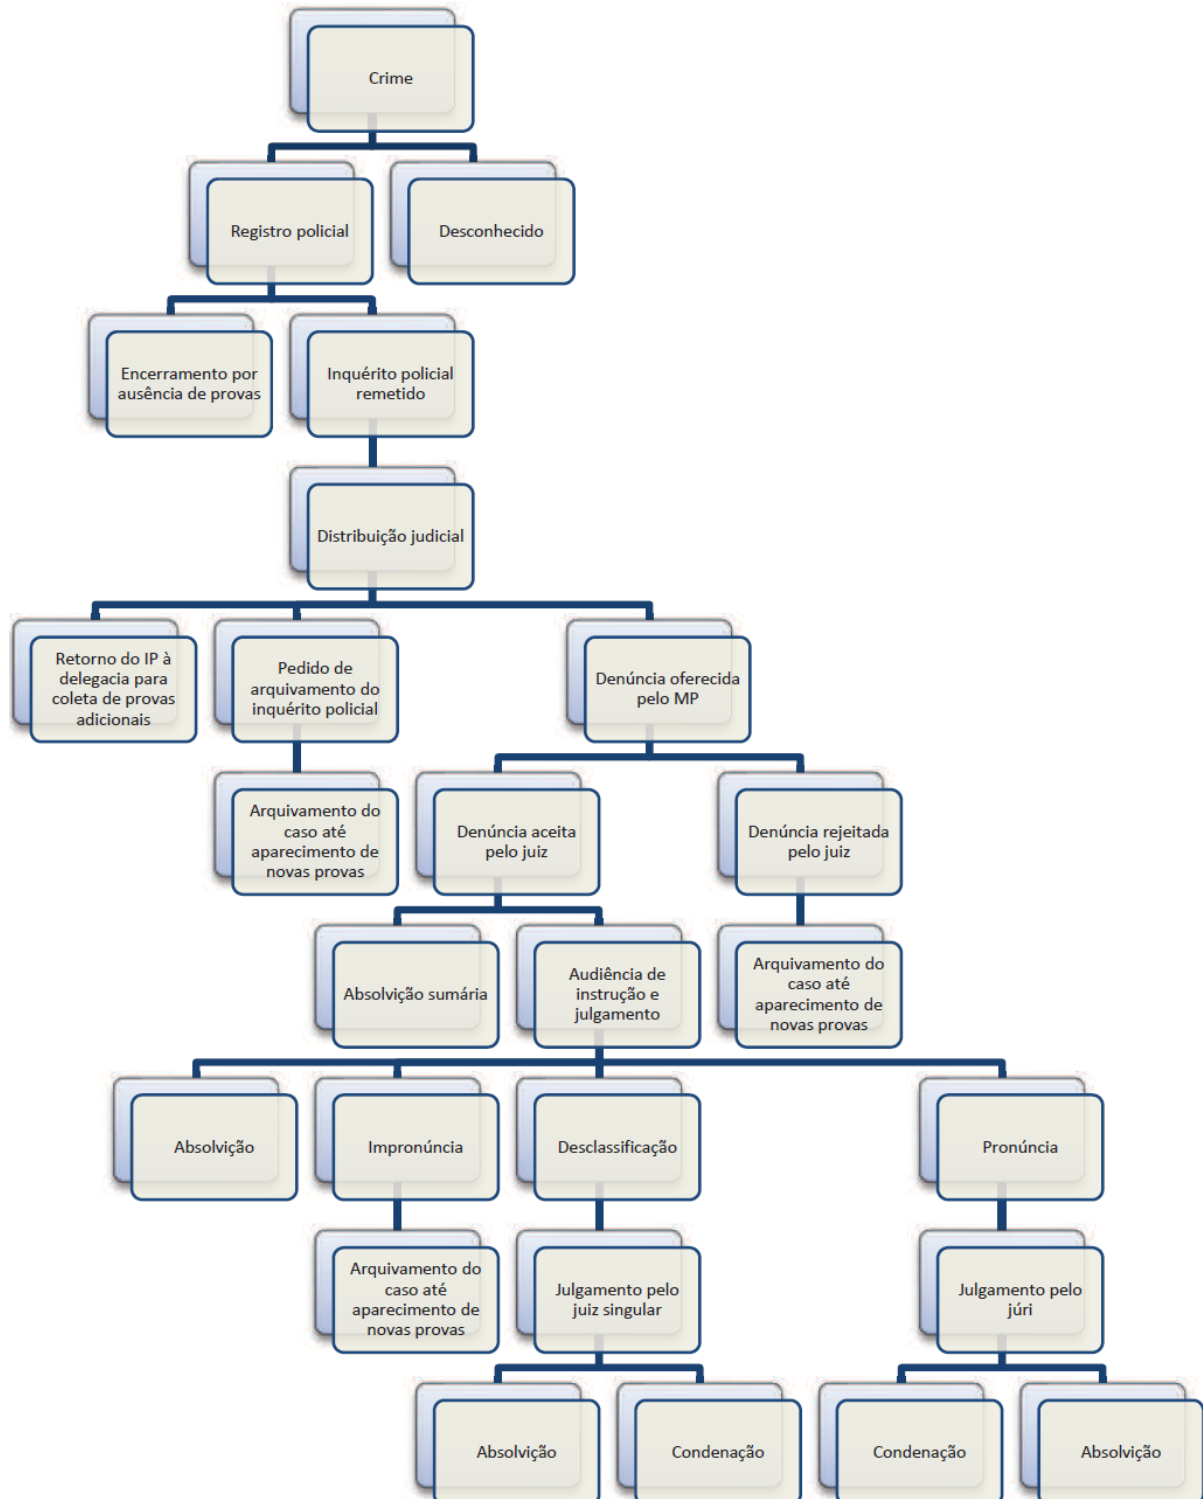 Crime
Registro policial
Desconhecido
Encerramento por
ausência de provas
Inquérito policial
remetido
Distribuição judicial
Retorno do IP à
delegacia para
coleta de provas
adicionais
Pedido de
arquivamento do
inquérito policial
Denúncia oferecida
pelo MP
Arquivamento do
caso até
aparecimento de
novas provas
Denúncia aceita
pelo juiz
Denúncia rejeitada
pelo juiz
Absolvição sumária
Audiência de
instrução e
julgamento
Arquivamento do
caso até
aparecimento de
novas provas
Absolvição
Impronúncia
Desclassificação
Pronúncia
Arquivamento do
caso até
aparecimento de
novas provas
Julgamento pelo
juiz singular
Julgamento pelo
júri
Absolvição
Condenação
Condenação
Absolvição